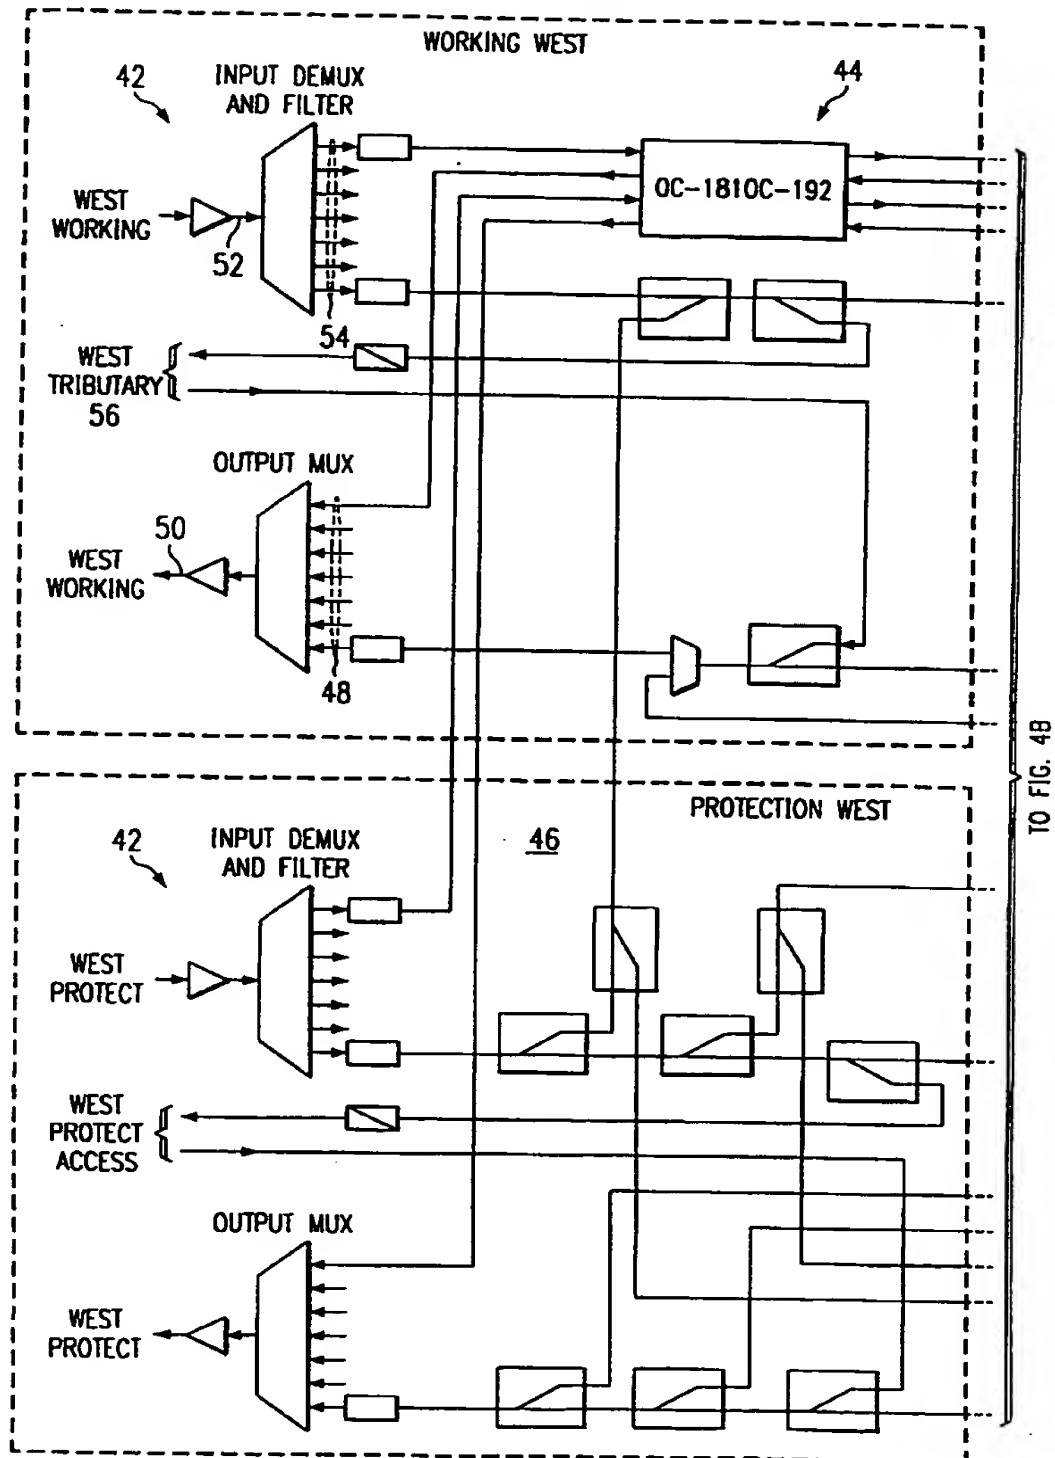 WORKING WEST
42
INPUT DEMUX
AND FILTER
44
WEST
WORKING
52
OC-1810C-192
54
WEST
TRIBUTARY
56
OUTPUT MUX
50
WEST
WORKING
48
TO FIG. 4B
PROTECTION WEST
42
INPUT DEMUX
AND FILTER
46
WEST
PROTECT
WEST
PROTECT
ACCESS
OUTPUT MUX
WEST
PROTECT